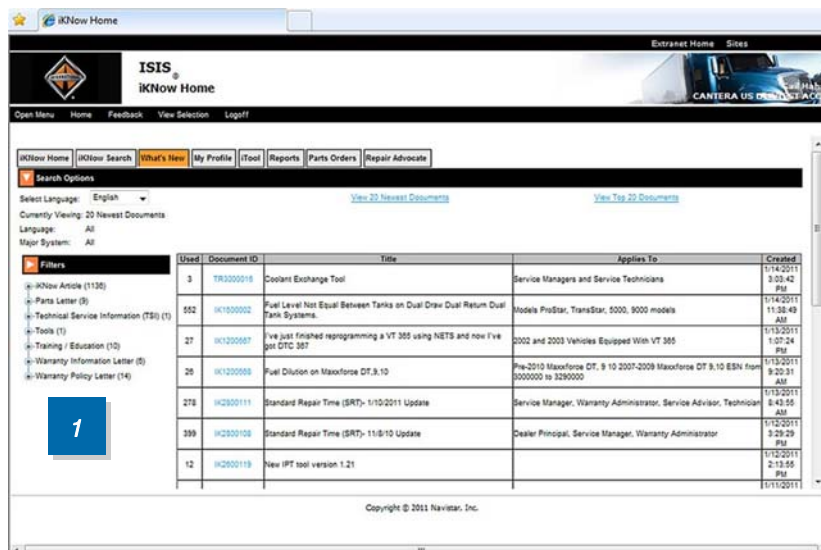 iKNow Home
Extranet Home Sites
ISIS®
iKNow Home
CANTERA US
Open Menu Home Feedback View Selection Logoff
iKNow Home iKNow Search What's New My Profile iTool Reports Parts Orders Repair Advocate
Search Options
Select Language: English
View 20 Newest Documents View Top 20 Documents
Currently Viewing: 20 Newest Documents
Language: All
Major System: All
Filters
iKNow Article (1136)
Parts Letter (9)
Technical Service Information (TSI) (1)
Tools (1)
Training / Education (10)
Warranty Information Letter (5)
Warranty Policy Letter (14)
1
Used Document ID Title Applies To Created
3 TR3300016 Coolant Exchange Tool Service Managers and Service Technicians 1/14/2011 3:03:42 PM
552 IK1600002 Fuel Level Not Equal Between Tanks on Dual Draw Dual Return Dual Tank Systems. Models ProStar, TransStar, 5000, 9000 models 1/14/2011 11:38:49 AM
27 I've just finished reprogramming a VT 365 using NETS and now I've got DTC 367 2002 and 2003 Vehicles Equipped With VT 365 1/13/2011 1:07:24 PM
26 Fuel Dilution on Maxxforce DT,9,10 Pre-2010 Maxxforce DT, 9 10 2007-2009 Maxxforce DT 9,10 ESN from 3000000 to 3290000 1/13/2011 9:20:31 AM
278 IK2800111 Standard Repair Time (SRT)- 1/10/2011 Update Service Manager, Warranty Administrator, Service Advisor, Technician 1/13/2011 8:43:55 AM
399 IK2800108 Standard Repair Time (SRT)- 11/8/10 Update Dealer Principal, Service Manager, Warranty Administrator 1/12/2011 3:29:29 PM
12 IK2600119 New IPT tool version 1.21 1/12/2011 2:13:55 PM
1/11/2011
Copyright © 2011 Navistar, Inc.